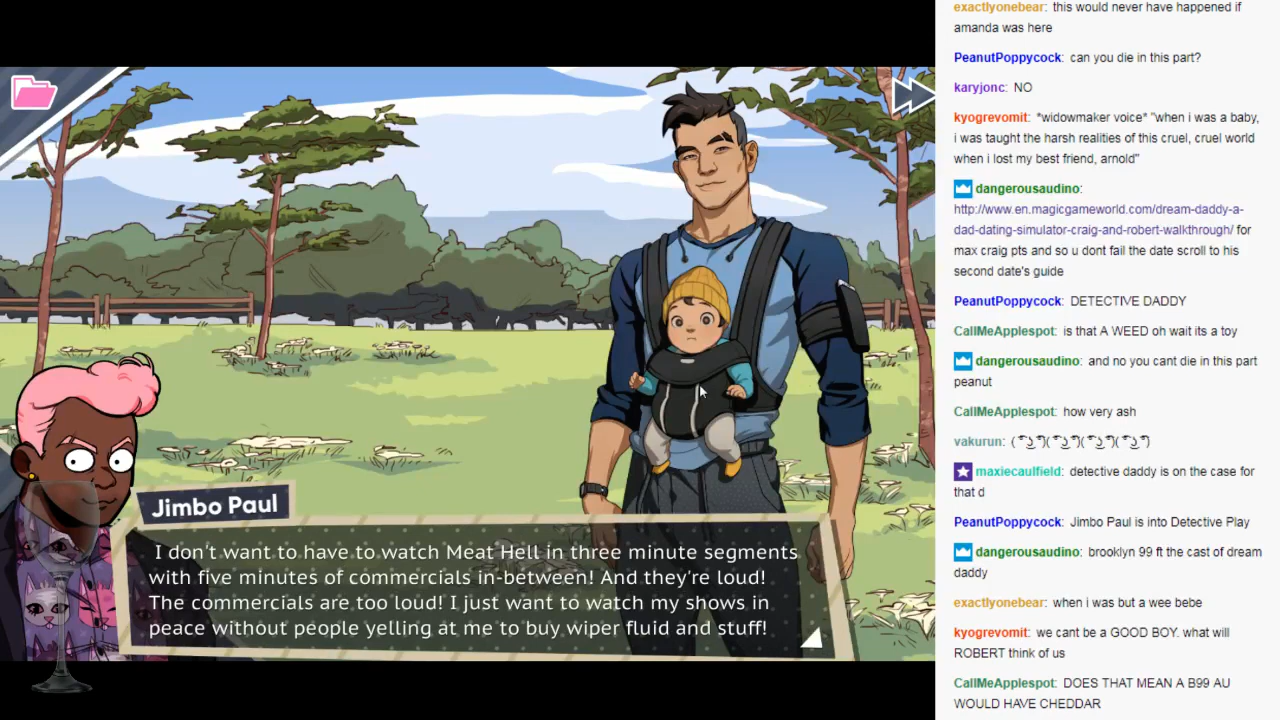 Jimbo Paul
I don't want to have to watch Meat Hell in three minute segments
with five minutes of commercials in-between! And they're loud!
The commercials are too loud! I just want to watch my shows in
peace without people yelling at me to buy wiper fluid and stuff!
exactlyonebear: this would never have happened if
amanda was here
PeanutPoppycock: can you die in this part?
karyjonc: NO
kyogrevomit: *widowmaker voice* "when i was a baby,
i was taught the harsh realities of this cruel, cruel world
when i lost my best friend, arnold"
dangerousaudino:
http://www.en.magicgameworld.com/dream-daddy-a-
dad-dating-simulator-craig-and-robert-walkthrough/ for
max craig pts and so u dont fail the date scroll to his
second date's guide
PeanutPoppycock: DETECTIVE DADDY
CallMeApplespot: is that A WEED oh wait its a toy
dangerousaudino: and no you cant die in this part
peanut
CallMeApplespot: how very ash
vakurun: ( ͡° ͜ʖ ͡°)( ͡° ͜ʖ ͡°)( ͡° ͜ʖ ͡°)( ͡° ͜ʖ ͡°)
maxiecaulfield: detective daddy is on the case for
that d
PeanutPoppycock: Jimbo Paul is into Detective Play
dangerousaudino: brooklyn 99 ft the cast of dream
daddy
exactlyonebear: when i was but a wee bebe
kyogrevomit: we cant be a GOOD BOY. what will
ROBERT think of us
CallMeApplespot: DOES THAT MEAN A B99 AU
WOULD HAVE CHEDDAR